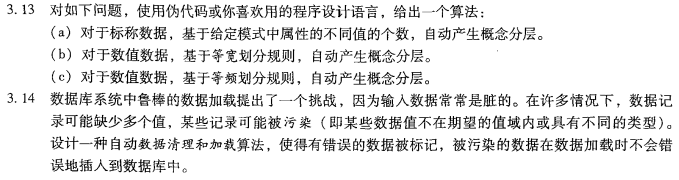 3.13 对如下问题，使用伪代码或你喜欢用的程序设计语言，给出一个算法：
(a) 对于标称数据，基于给定模式中属性的不同值的个数，自动产生概念分层。
(b) 对于数值数据，基于等宽划分规则，自动产生概念分层。
(c) 对于数值数据，基于等频划分规则，自动产生概念分层。
3.14 数据库系统中鲁棒的数据加载提出了一个挑战，因为输入数据常常是脏的。在许多情况下，数据记
录可能缺少多个值，某些记录可能被污染（即某些数据值不在期望的值域内或具有不同的类型）。
设计一种自动数据清理和加载算法，使得有错误的数据被标记，被污染的数据在数据加载时不会错
误地插入到数据库中。